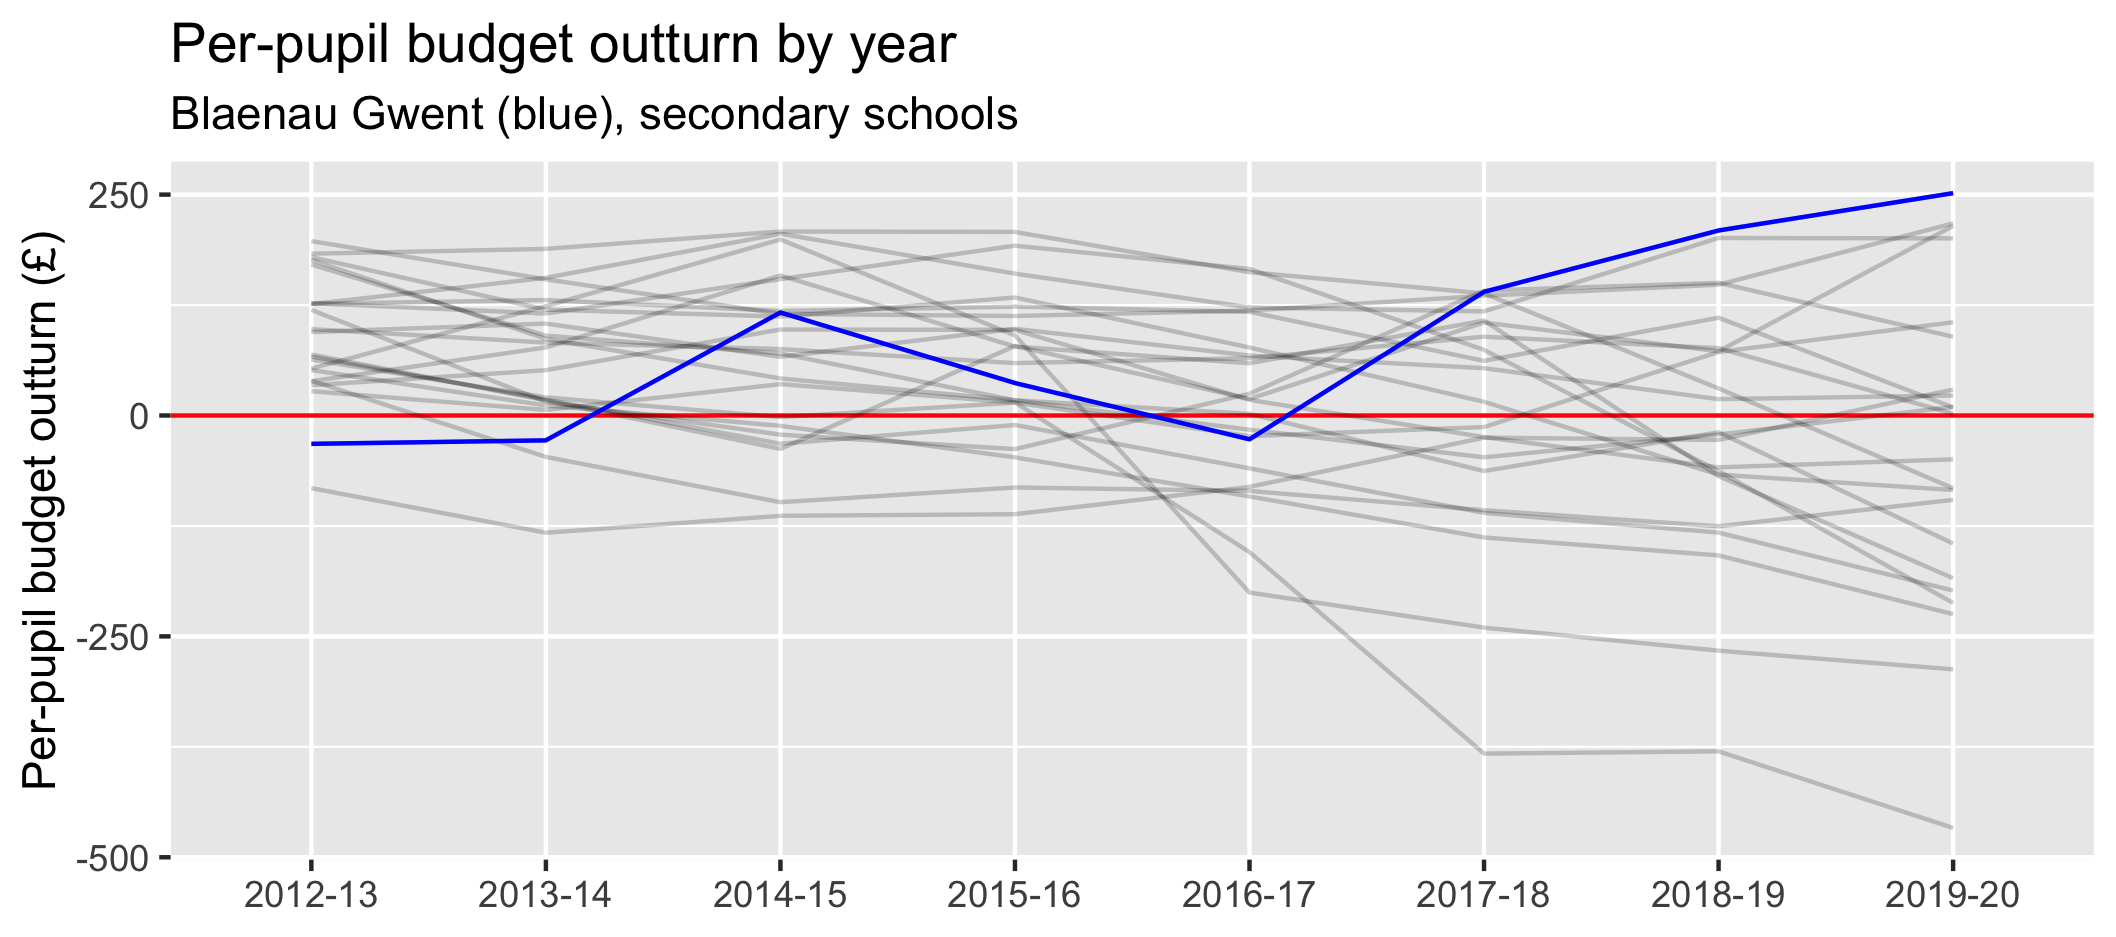 Per-pupil budget outturn by year
Blaenau Gwent (blue), secondary schools
Per-pupil budget outturn (£)
250
0
-250
-500
2012-13 2013-14 2014-15 2015-16 2016-17 2017-18 2018-19 2019-20